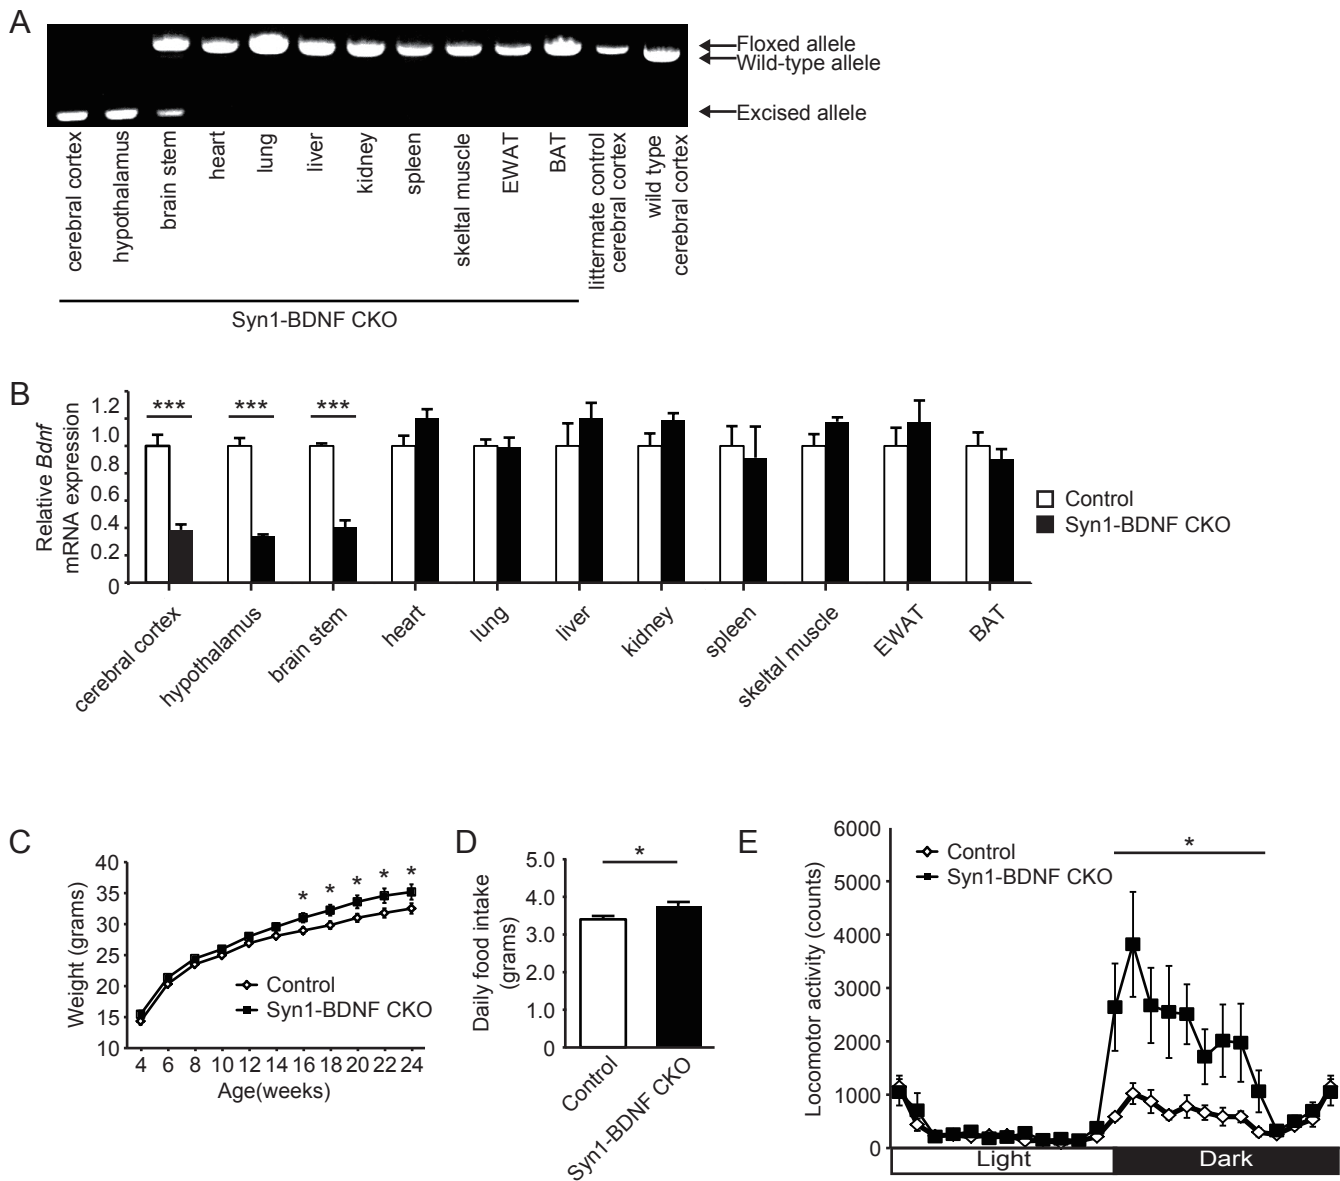 A
Floxed allele
Wild-type allele
Excised allele
cerebral cortex
hypothalamus
brain stem
heart
lung
liver
kidney
spleen
skeltal muscle
EWAT
BAT
littermate control
cerebral cortex
wild type
cerebral cortex
Syn1-BDNF CKO
B
Relative Bdnf
mRNA expression
1.2
1.0
0.8
0.6
0.4
0.2
0
***
***
***
Control
Syn1-BDNF CKO
cerebral cortex
hypothalamus
brain stem
heart
lung
liver
kidney
spleen
skeltal muscle
EWAT
BAT
C
Weight (grams)
40
35
30
25
20
15
10
* * * * *
Control
Syn1-BDNF CKO
4 6 8 10 12 14 16 18 20 22 24
Age(weeks)
D
Daily food intake
(grams)
5.0
4.0
3.0
2.0
1.0
0
*
Control
Syn1-BDNF CKO
E
Locomotor activity (counts)
6000
5000
4000
3000
2000
1000
0
Control
Syn1-BDNF CKO
*
Light
Dark